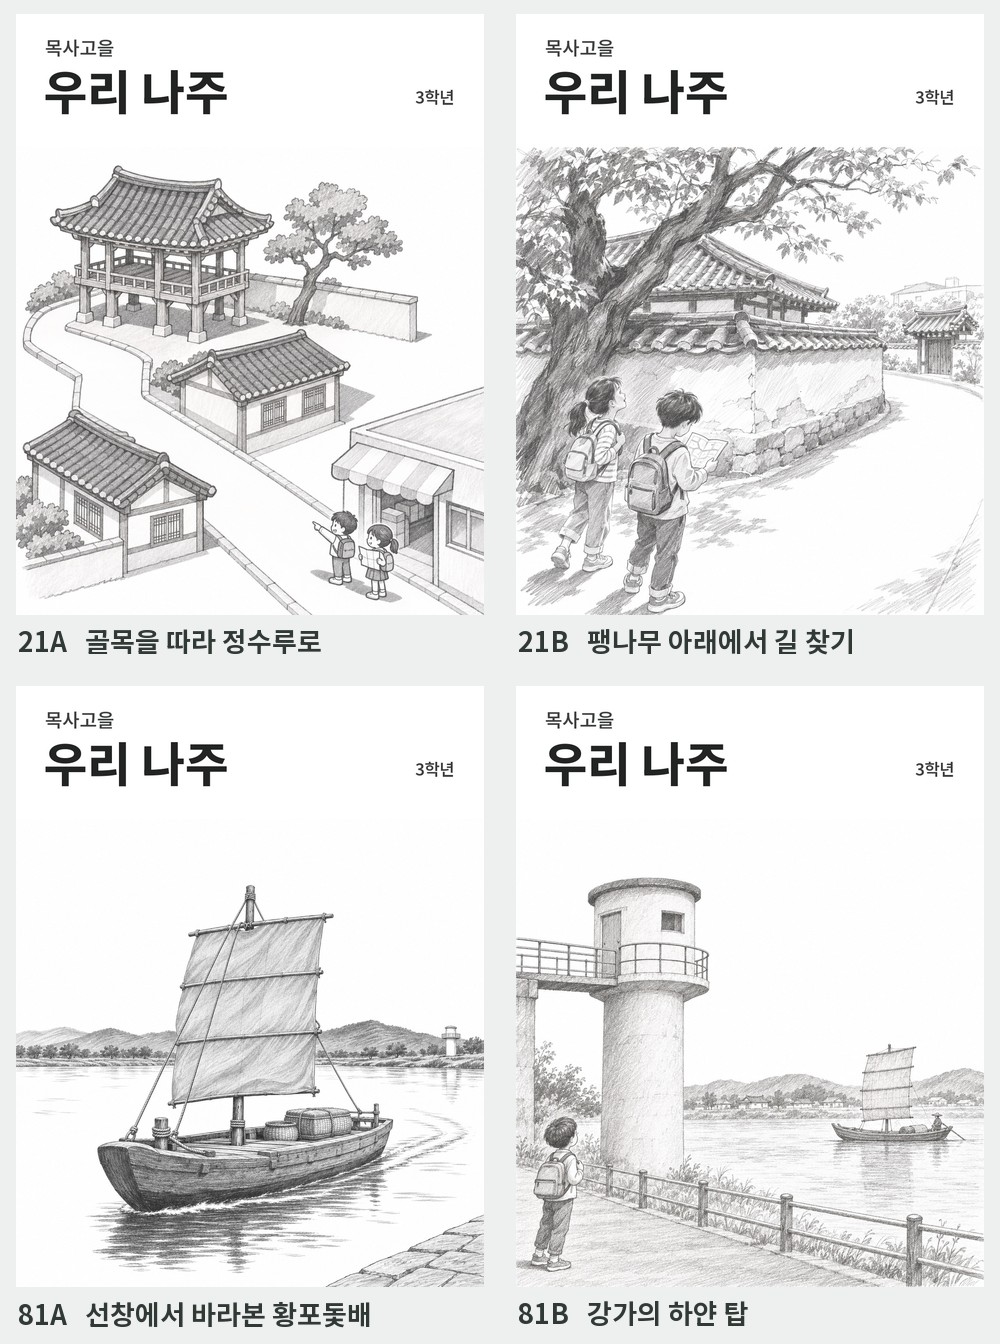 목사고을
우리 나주
3학년
21A 골목을 따라 정수루로
목사고을
우리 나주
3학년
21B 팽나무 아래에서 길 찾기
목사고을
우리 나주
3학년
81A 선창에서 바라본 황포돛배
목사고을
우리 나주
3학년
81B 강가의 하얀 탑